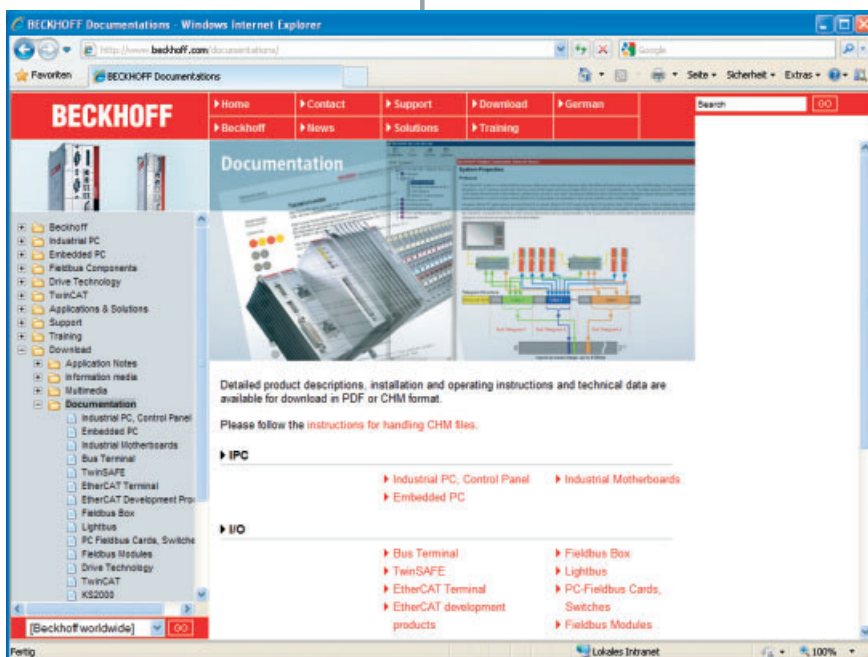 BECKHOFF Documentations - Windows Internet Explorer
http://www.beckhoff.com/documentations/
Google
Favoriten
BECKHOFF Documentations
Seite
Sicherheit
Extras
BECKHOFF
Home
Contact
Support
Download
German
Beckhoff
News
Solutions
Training
Search
GO
Documentation
System Properties
Protocol
Beckhoff
Industrial PC
Embedded PC
Fieldbus Components
Drive Technology
TwinCAT
Applications & Solutions
Support
Training
Download
Application Notes
Information media
Multimedia
Documentation
Industrial PC, Control Panel
Embedded PC
Industrial Motherboards
Bus Terminal
TwinSAFE
EtherCAT Terminal
EtherCAT Development Pro
Fieldbus Box
Lightbus
PC Fieldbus Cards, Switche
Fieldbus Modules
Drive Technology
TwinCAT
KS2000
[Beckhoff worldwide]
GO
Detailed product descriptions, installation and operating instructions and technical data are
available for download in PDF or CHM format.
Please follow the instructions for handling CHM files.
IPC
Industrial PC, Control Panel
Industrial Motherboards
Embedded PC
I/O
Bus Terminal
Fieldbus Box
TwinSAFE
Lightbus
EtherCAT Terminal
PC-Fieldbus Cards,
Switches
EtherCAT development
products
Fieldbus Modules
Fertig
Lokales Intranet
100%